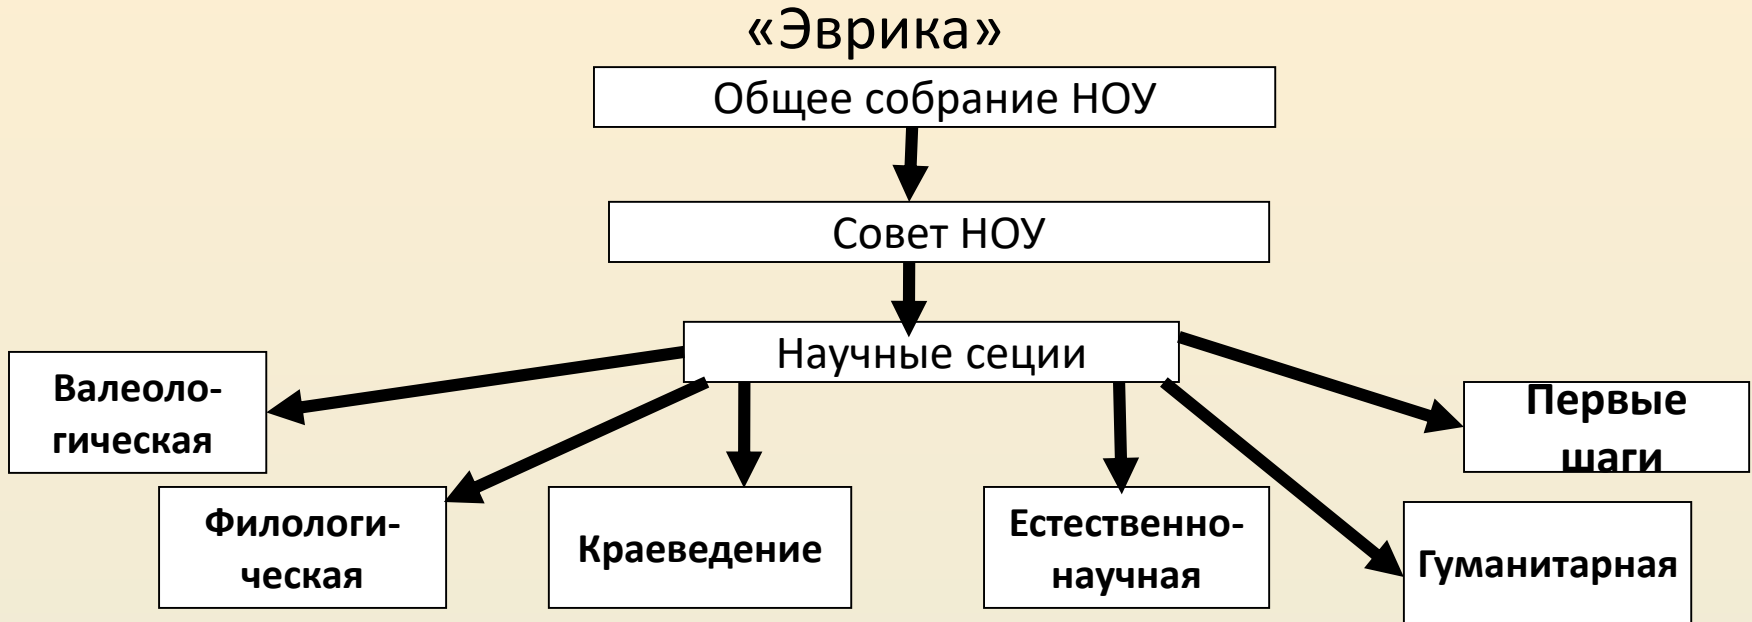 «Эврика»
Общее собрание НОУ
Совет НОУ
Научные сеции
Валеоло-
гическая
Филологи-
ческая
Краеведение
Естественно-
научная
Гуманитарная
Первые
шаги